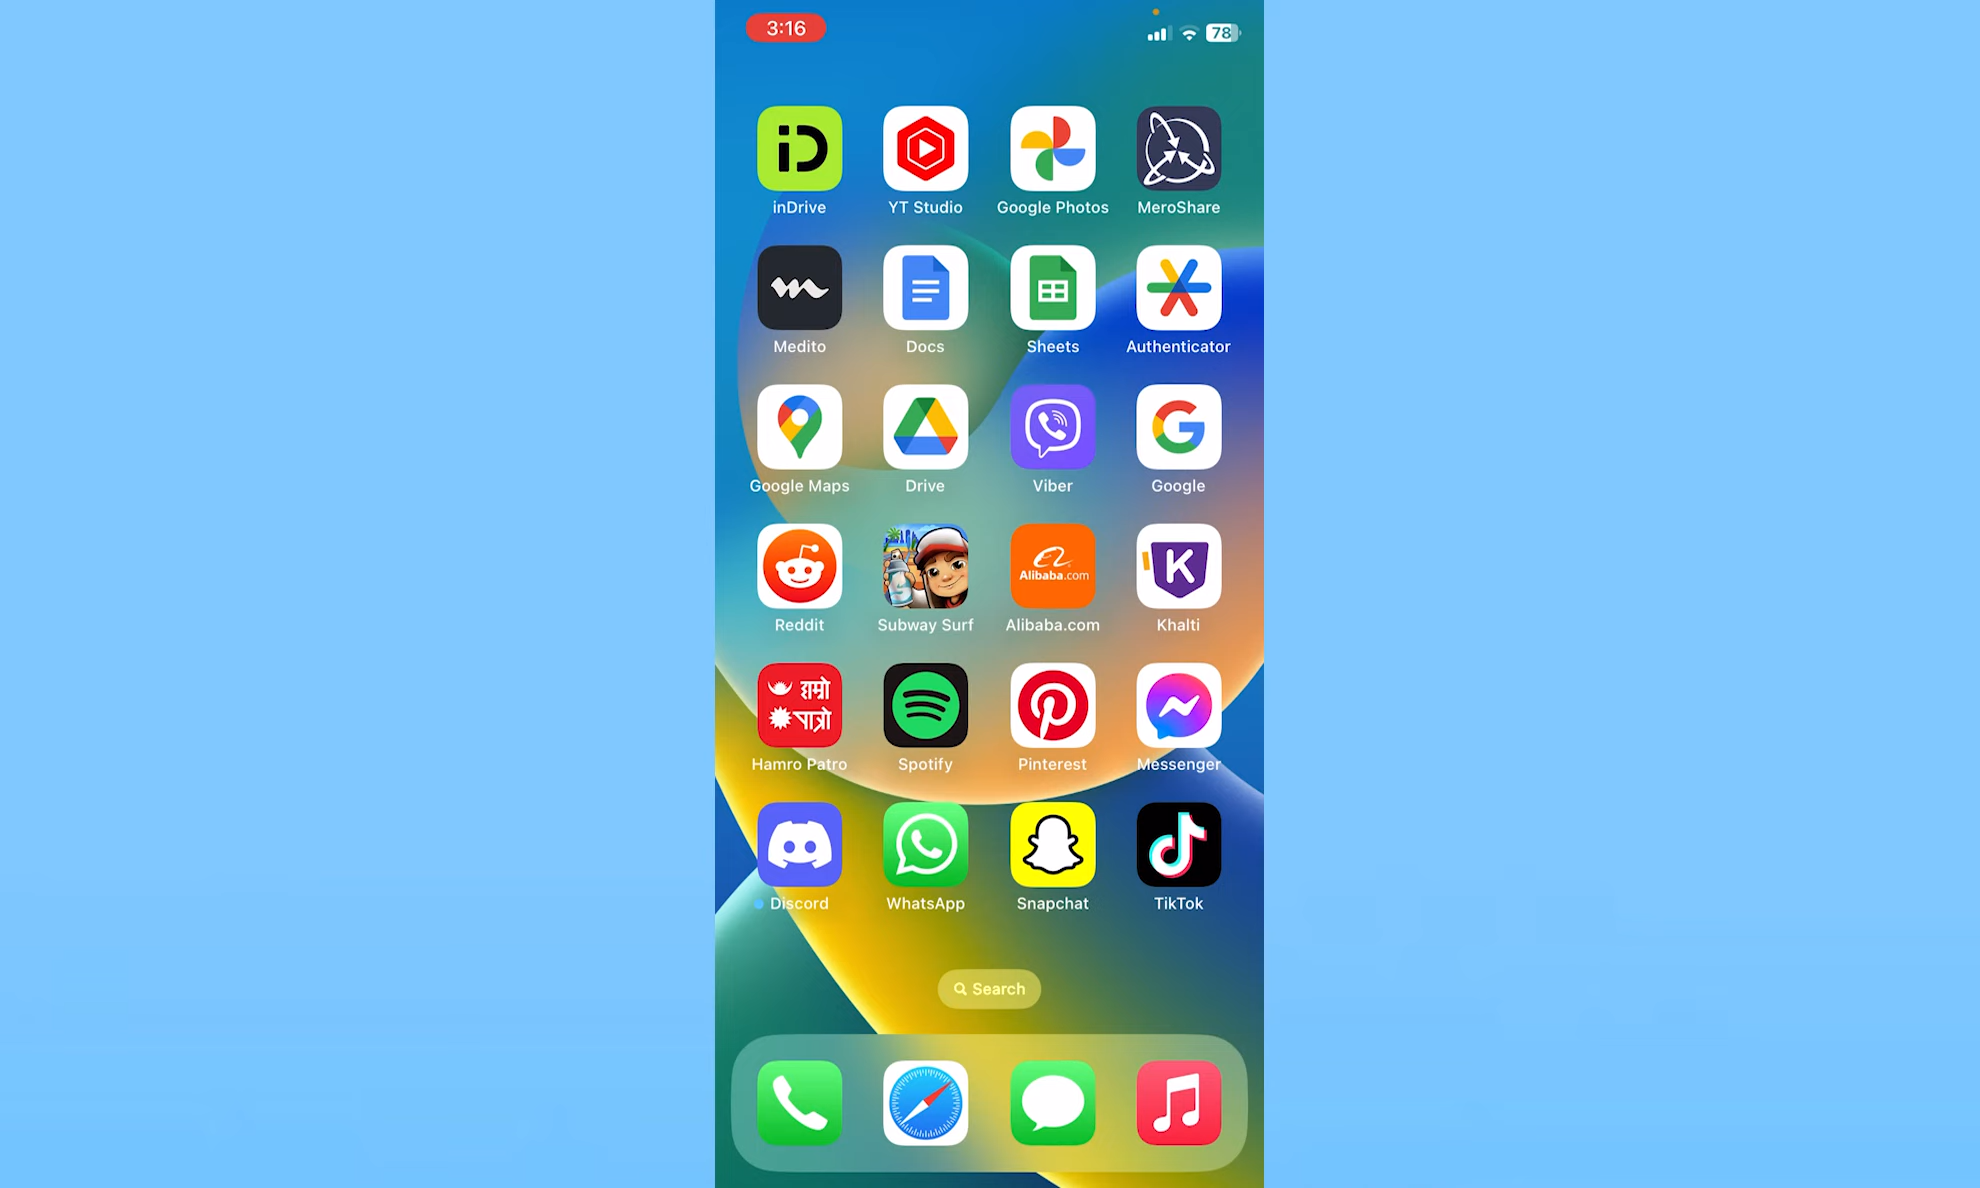 3:16
78
iD
inDrive
YT Studio
Google Photos
MeroShare
Medito
Docs
Sheets
Authenticator
Google Maps
Drive
Viber
G
Google
Alibaba.com
K
Reddit
Subway Surf
Alibaba.com
Khalti
हाम्रो
पात्रो
Hamro Patro
Spotify
Pinterest
Messenger
Discord
WhatsApp
Snapchat
TikTok
Search